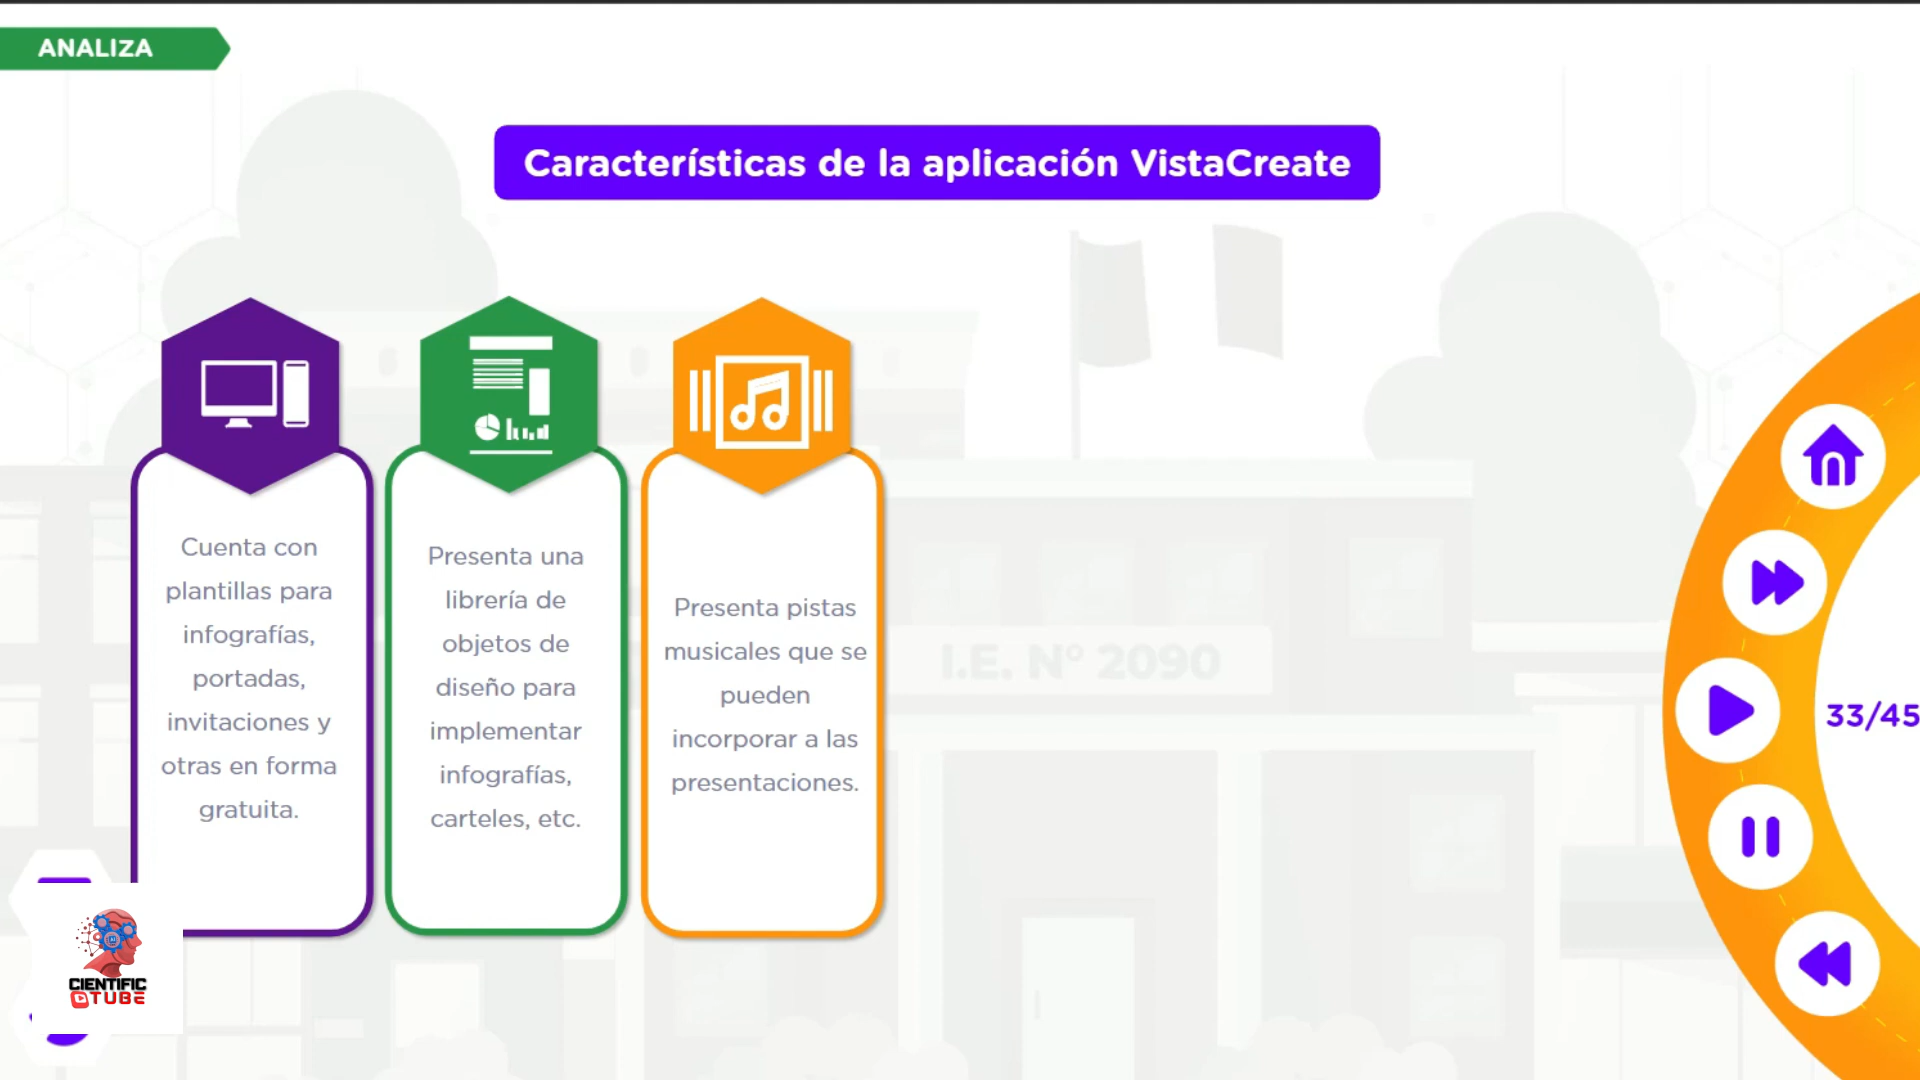 ANALIZA
Características de la aplicación VistaCreate
Cuenta con
plantillas para
infografías,
portadas,
invitaciones y
otras en forma
gratuita.
Presenta una
librería de
objetos de
diseño para
implementar
infografías,
carteles, etc.
Presenta pistas
musicales que se
pueden
incorporar a las
presentaciones.
I.E. Nº 2090
33/45
CIENTIFIC
TUBE